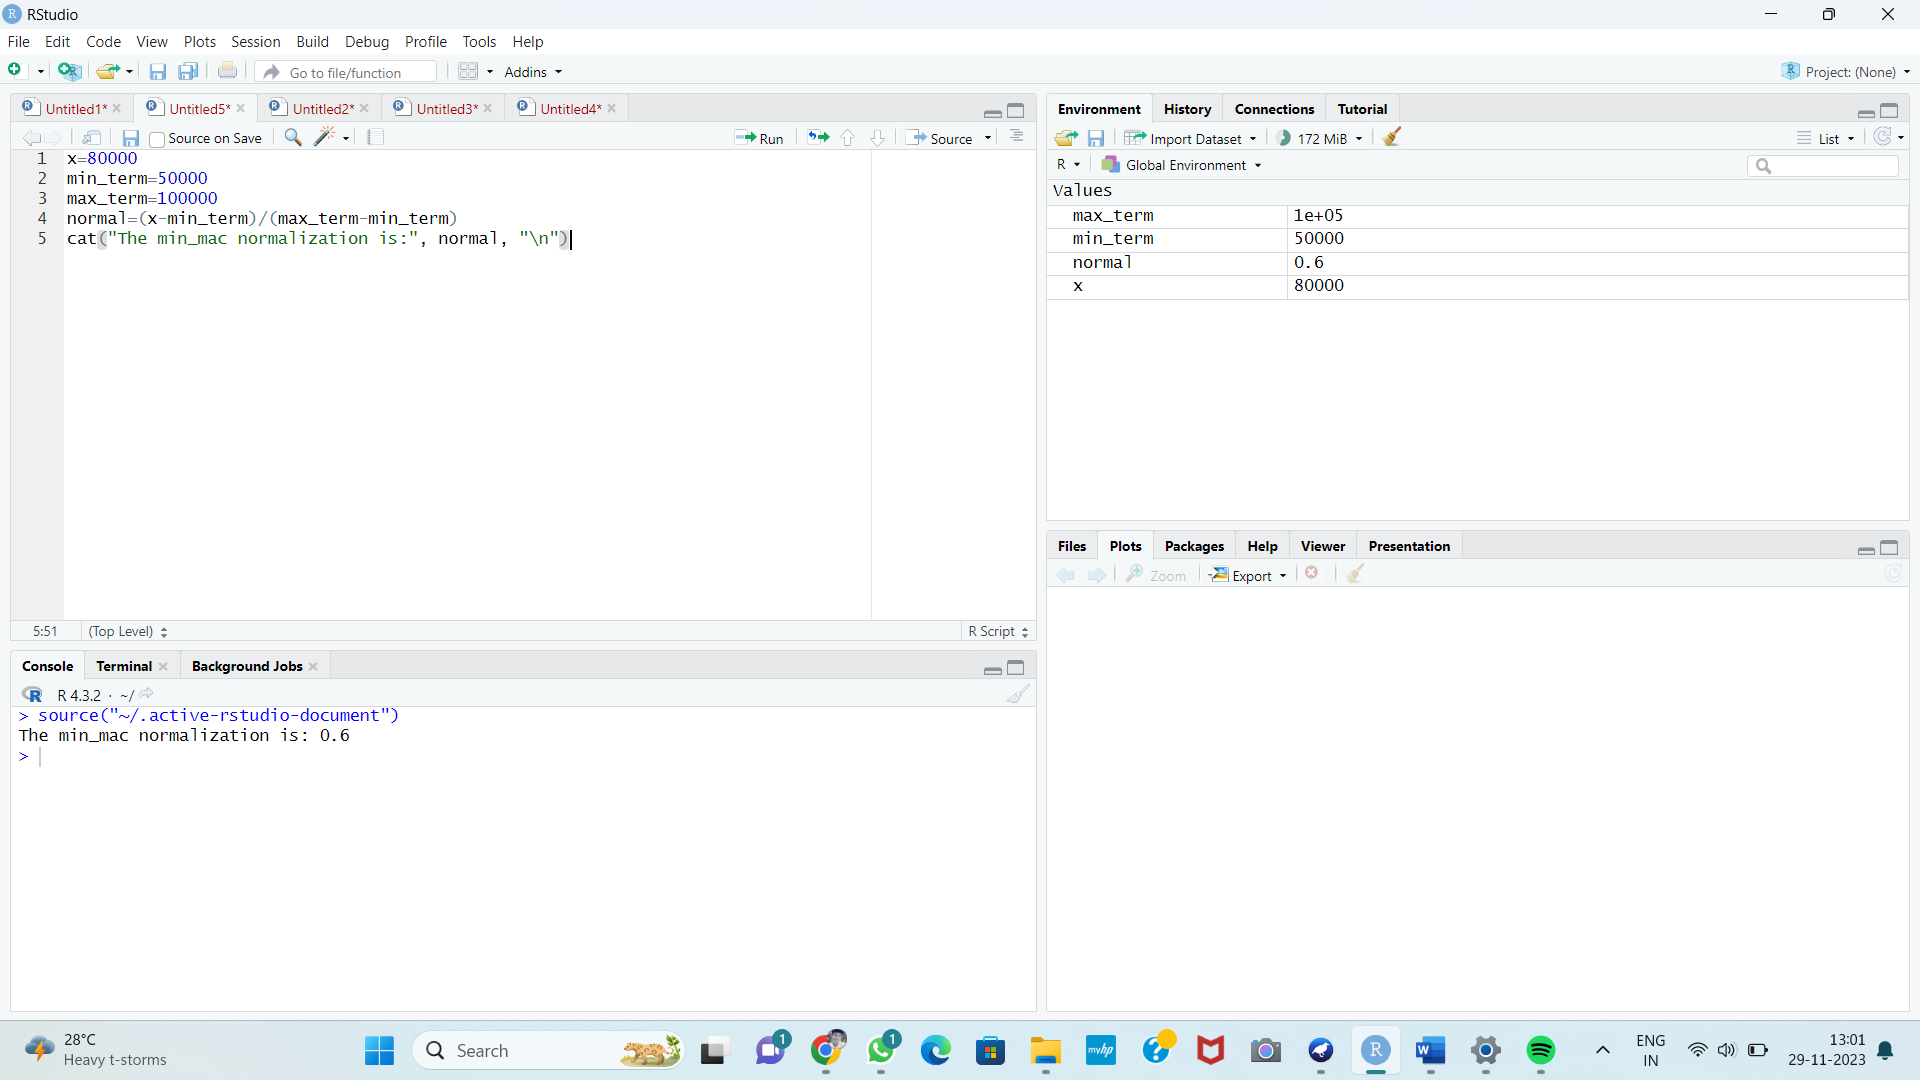 RStudio
File Edit Code View Plots Session Build Debug Profile Tools Help
Go to file/function Addins Project: (None)
Untitled1* Untitled5* Untitled2* Untitled3* Untitled4*
Source on Save Run Source
1 x=80000
2 min_term=50000
3 max_term=100000
4 normal=(x-min_term)/(max_term-min_term)
5 cat("The min_mac normalization is:", normal, "\n")
5:51 (Top Level) R Script
Console Terminal Background Jobs
R R 4.3.2 · ~/
> source("~/.active-rstudio-document")
The min_mac normalization is: 0.6
>
Environment History Connections Tutorial
Import Dataset 172 MiB List
R Global Environment
Values
max_term 1e+05
min_term 50000
normal 0.6
x 80000
Files Plots Packages Help Viewer Presentation
Zoom Export
28°C
Heavy t-storms
Search
1
1
myhp
ENG
IN
13:01
29-11-2023